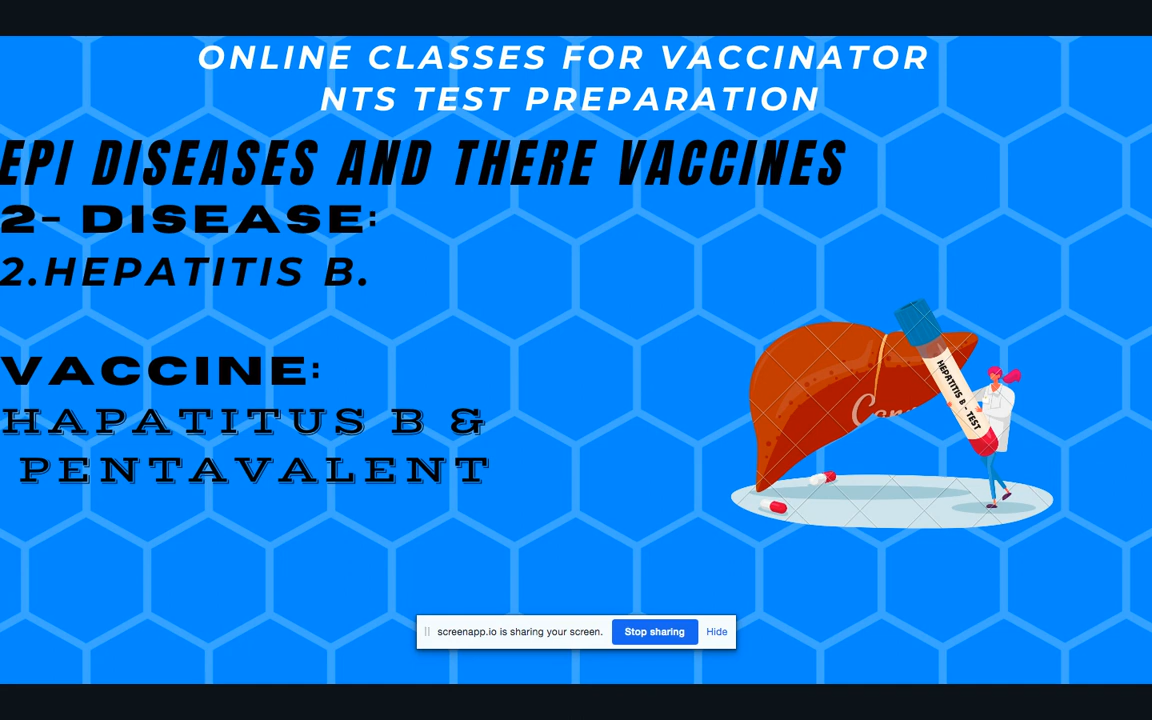 ONLINE CLASSES FOR VACCINATOR
NTS TEST PREPARATION
EPI DISEASES AND THERE VACCINES
2- DISEASE:
2.HEPATITIS B.
VACCINE:
HAPATITUS B &
PENTAVALENT
HEPATITIS B - TEST
screenapp.io is sharing your screen. Stop sharing Hide